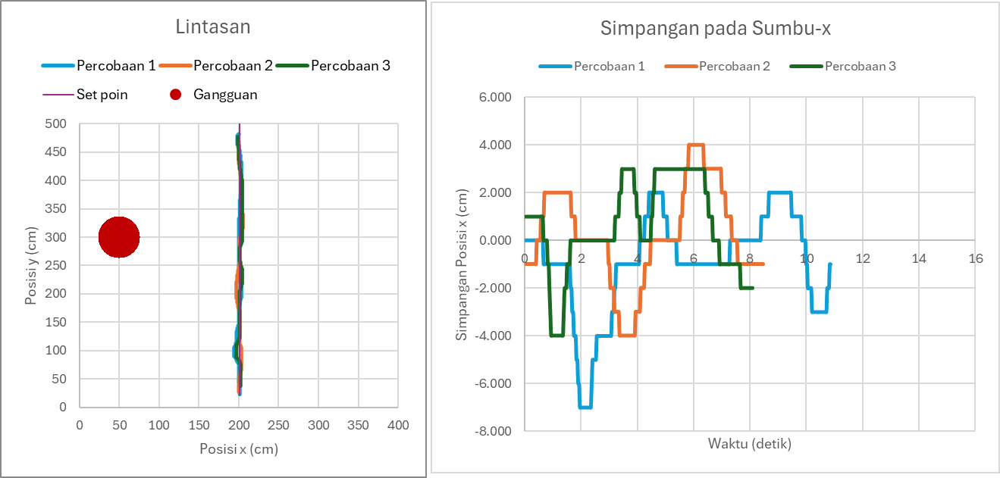 Lintasan
Percobaan 1 Percobaan 2 Percobaan 3
Set poin Gangguan
500
450
400
350
300
250
200
150
100
50
0
0 50 100 150 200 250 300 350 400
Posisi y (cm)
Posisi x (cm)
Simpangan pada Sumbu-x
Percobaan 1 Percobaan 2 Percobaan 3
6.000
4.000
2.000
0.000
-2.000
-4.000
-6.000
-8.000
0 2 4 6 8 10 12 14 16
Simpangan Posisi x (cm)
Waktu (detik)